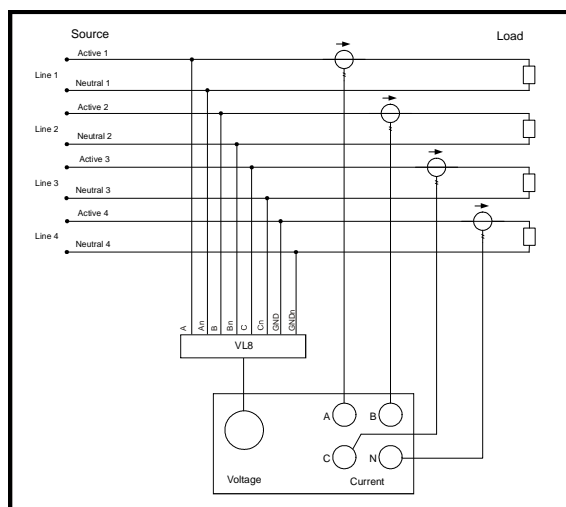 Source
Load
Active 1
Line 1
Neutral 1
Active 2
Line 2
Neutral 2
Active 3
Line 3
Neutral 3
Active 4
Line 4
Neutral 4
A
An
B
Bn
C
Cn
GND
GNDn
VL8
A
B
C
N
Voltage
Current